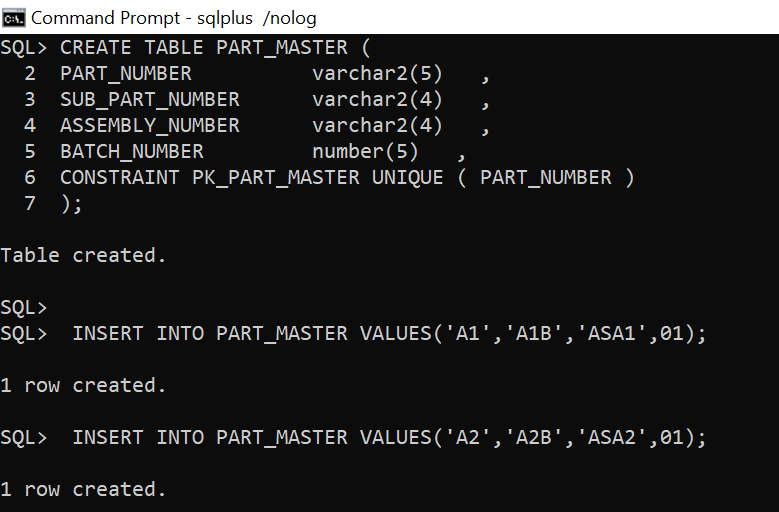 Command Prompt - sqlplus  /nolog
SQL> CREATE TABLE PART_MASTER (
  2  PART_NUMBER          varchar2(5)   ,
  3  SUB_PART_NUMBER      varchar2(4)   ,
  4  ASSEMBLY_NUMBER      varchar2(4)   ,
  5  BATCH_NUMBER         number(5)   ,
  6  CONSTRAINT PK_PART_MASTER UNIQUE ( PART_NUMBER )
  7  );
Table created.
SQL>
SQL>  INSERT INTO PART_MASTER VALUES('A1','A1B','ASA1',01);
1 row created.
SQL>  INSERT INTO PART_MASTER VALUES('A2','A2B','ASA2',01);
1 row created.